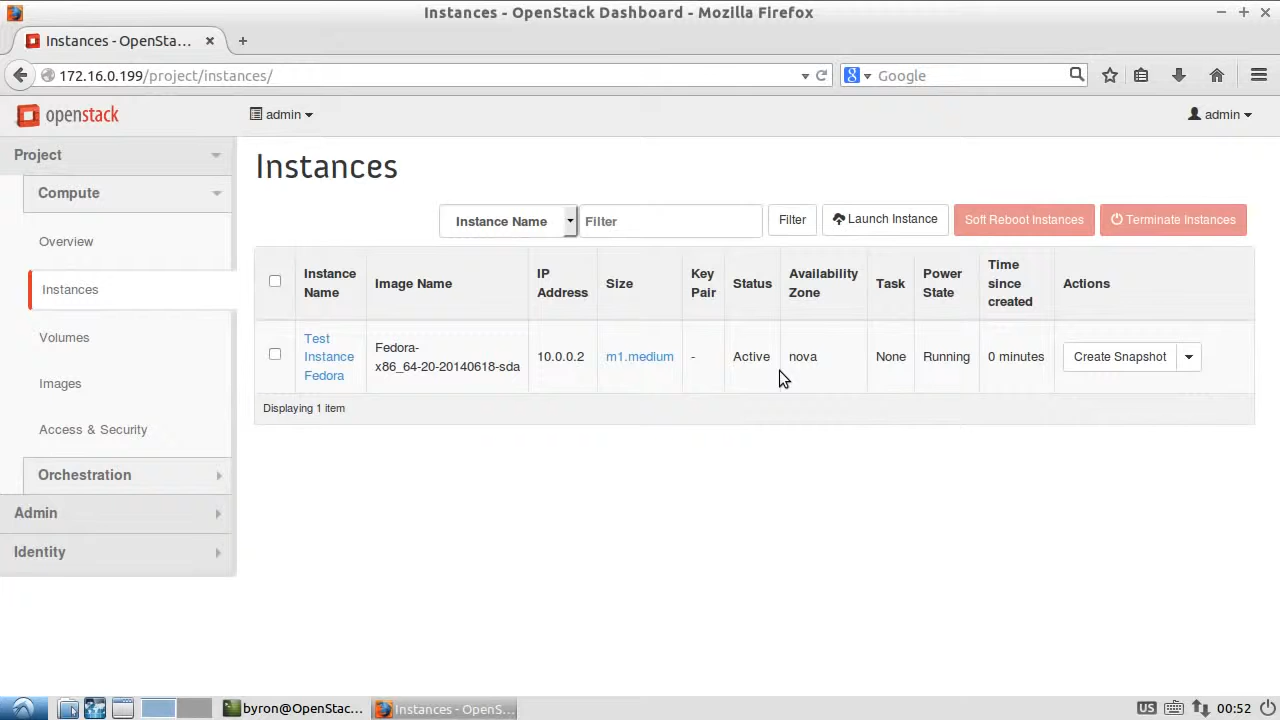 Instances - OpenStack Dashboard - Mozilla Firefox
Instances - OpenSta...
172.16.0.199/project/instances/
Google
openstack
admin
admin
Project
Compute
Overview
Instances
Volumes
Images
Access & Security
Orchestration
Admin
Identity
Instances
Instance Name
Filter
Filter
Launch Instance
Soft Reboot Instances
Terminate Instances
Instance Name
Image Name
IP Address
Size
Key Pair
Status
Availability Zone
Task
Power State
Time since created
Actions
Test Instance Fedora
Fedora-
x86_64-20-20140618-sda
10.0.0.2
m1.medium
-
Active
nova
None
Running
0 minutes
Create Snapshot
Displaying 1 item
byron@OpenStac...
Instances - OpenS...
US
00:52